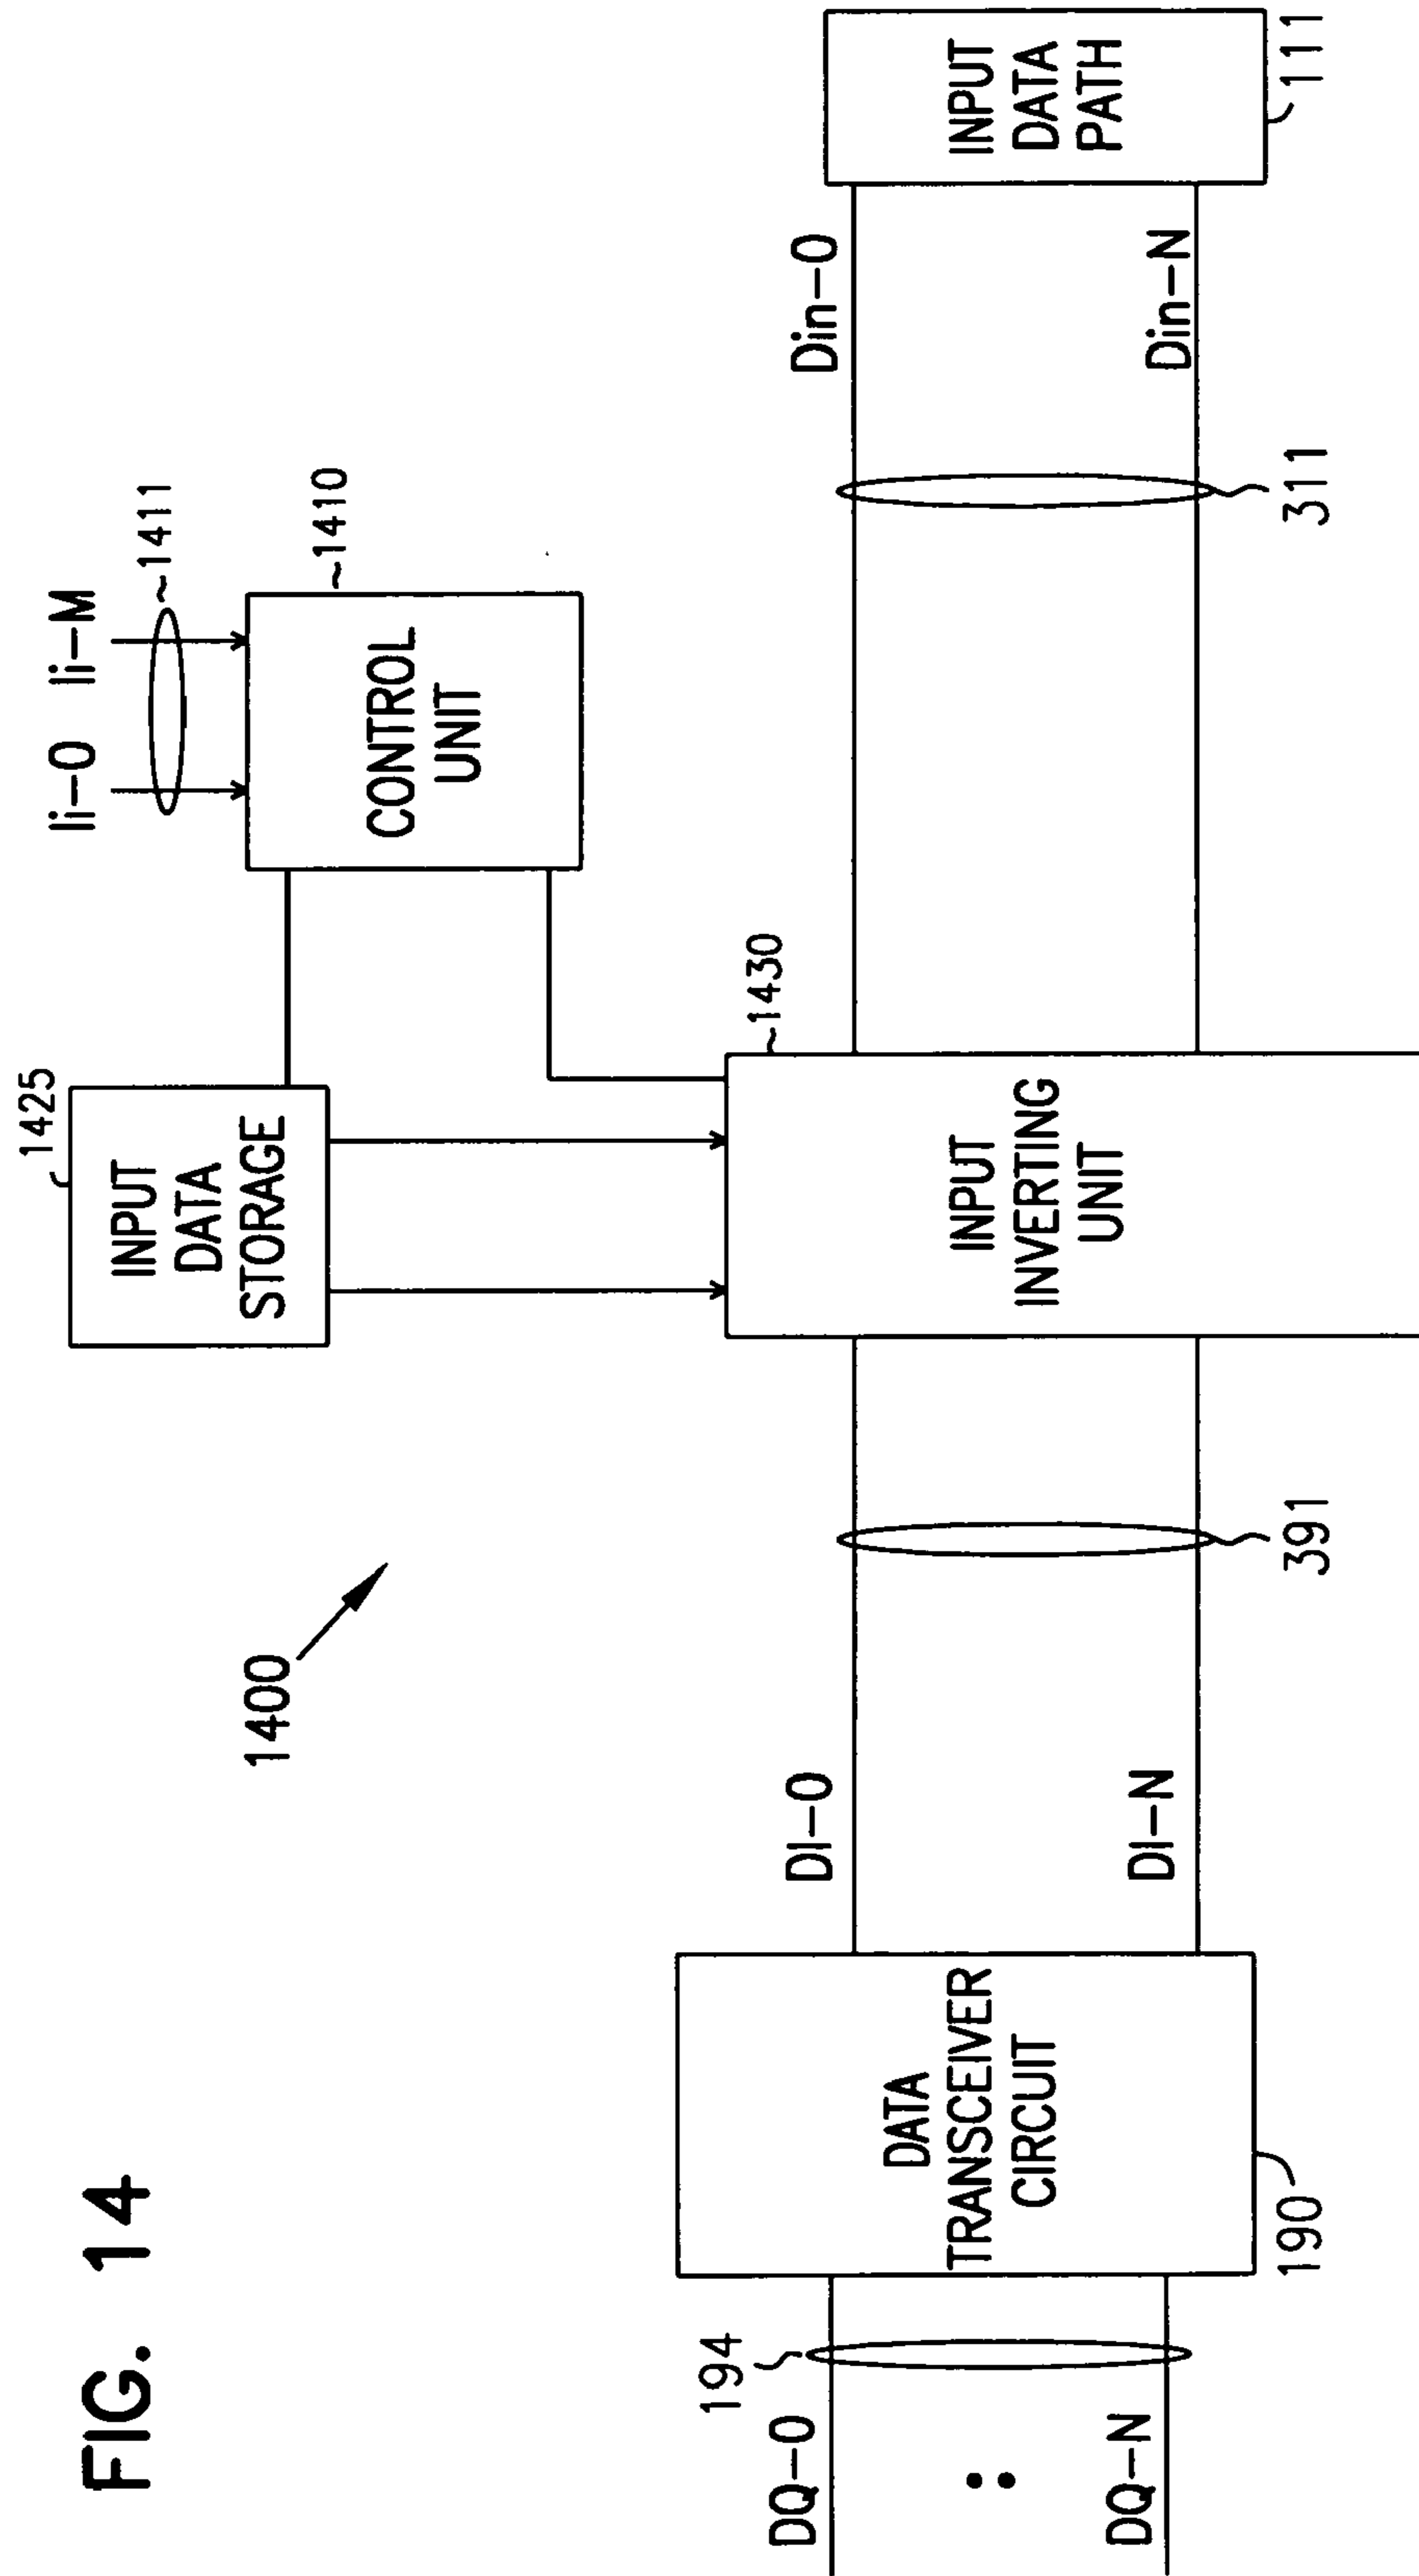 FIG. 14
1400
1425
INPUT
DATA
STORAGE
Ii-0 Ii-M
~1411
~1410
CONTROL
UNIT
~1430
INPUT
INVERTING
UNIT
DQ-0
:
DQ-N
194
DATA
TRANSCEIVER
CIRCUIT
190
DI-0
DI-N
391
Din-0
Din-N
311
INPUT
DATA
PATH
111